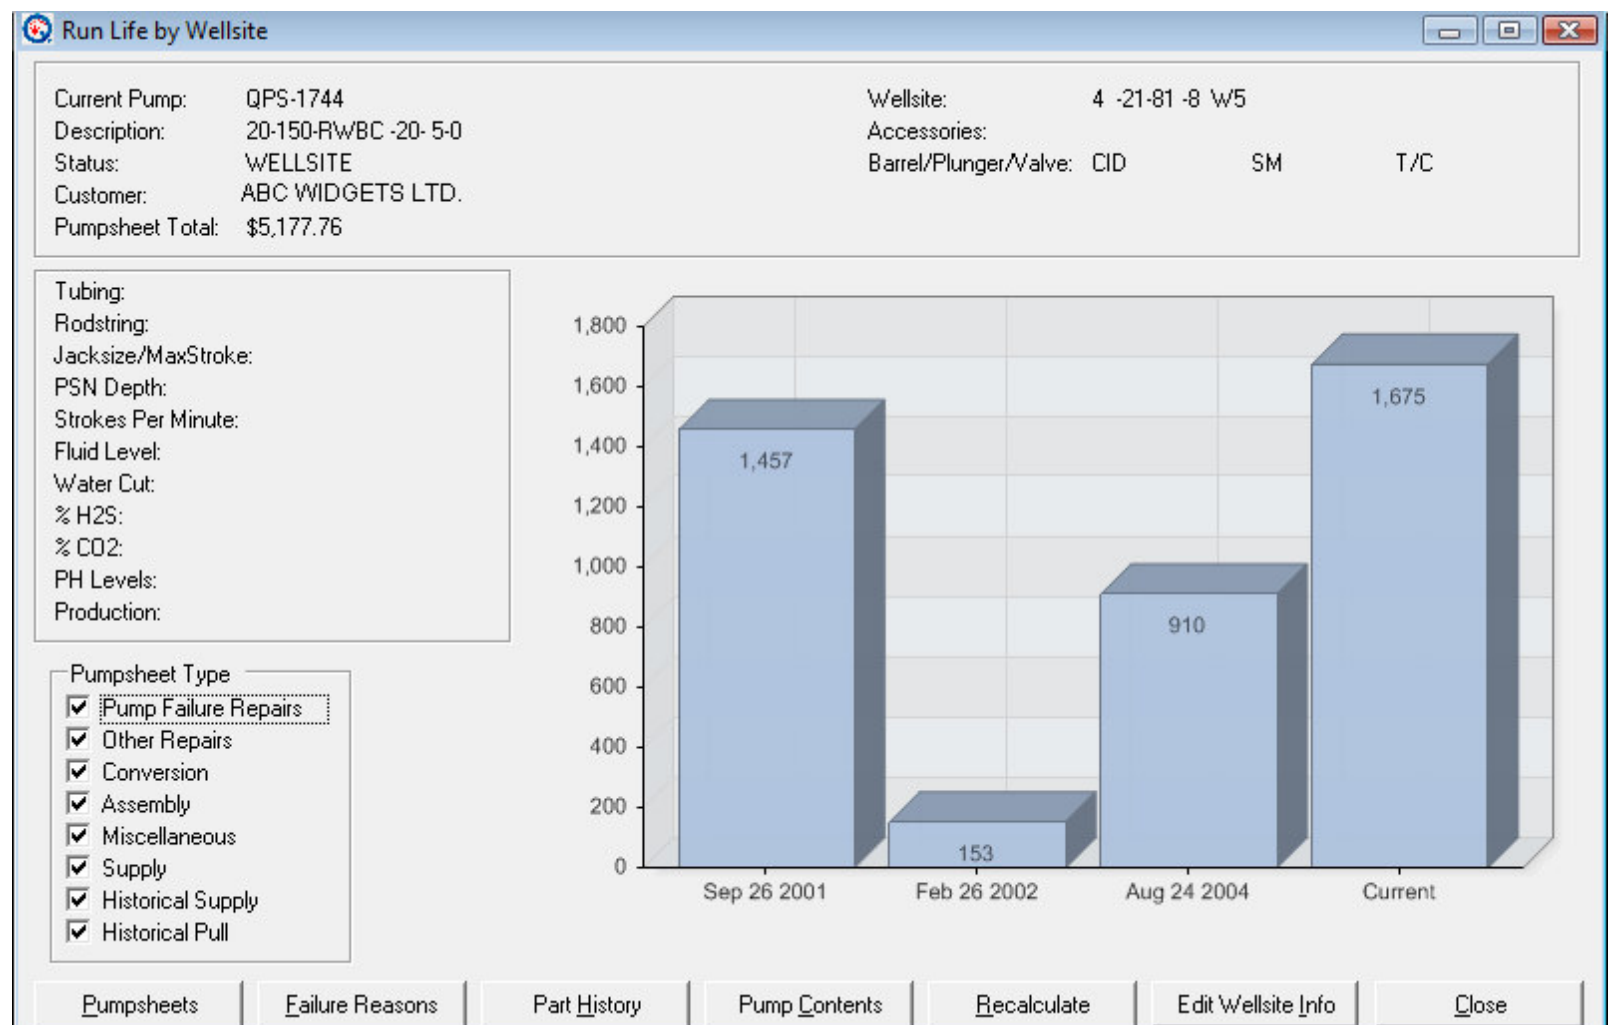 Run Life by Wellsite
Current Pump: QPS-1744
Description: 20-150-RWBC -20- 5-0
Status: WELLSITE
Customer: ABC WIDGETS LTD.
Pumpsheet Total: $5,177.76
Wellsite: 4 -21-81 -8 W5
Accessories:
Barrel/Plunger/Valve: CID SM T/C
Tubing:
Rodstring:
Jacksize/MaxStroke:
PSN Depth:
Strokes Per Minute:
Fluid Level:
Water Cut:
% H2S:
% CO2:
PH Levels:
Production:
Pumpsheet Type
Pump Failure Repairs
Other Repairs
Conversion
Assembly
Miscellaneous
Supply
Historical Supply
Historical Pull
1,800
1,600
1,400
1,200
1,000
800
600
400
200
0
1,457
153
910
1,675
Sep 26 2001 Feb 26 2002 Aug 24 2004 Current
Pumpsheets Failure Reasons Part History Pump Contents Recalculate Edit Wellsite Info Close